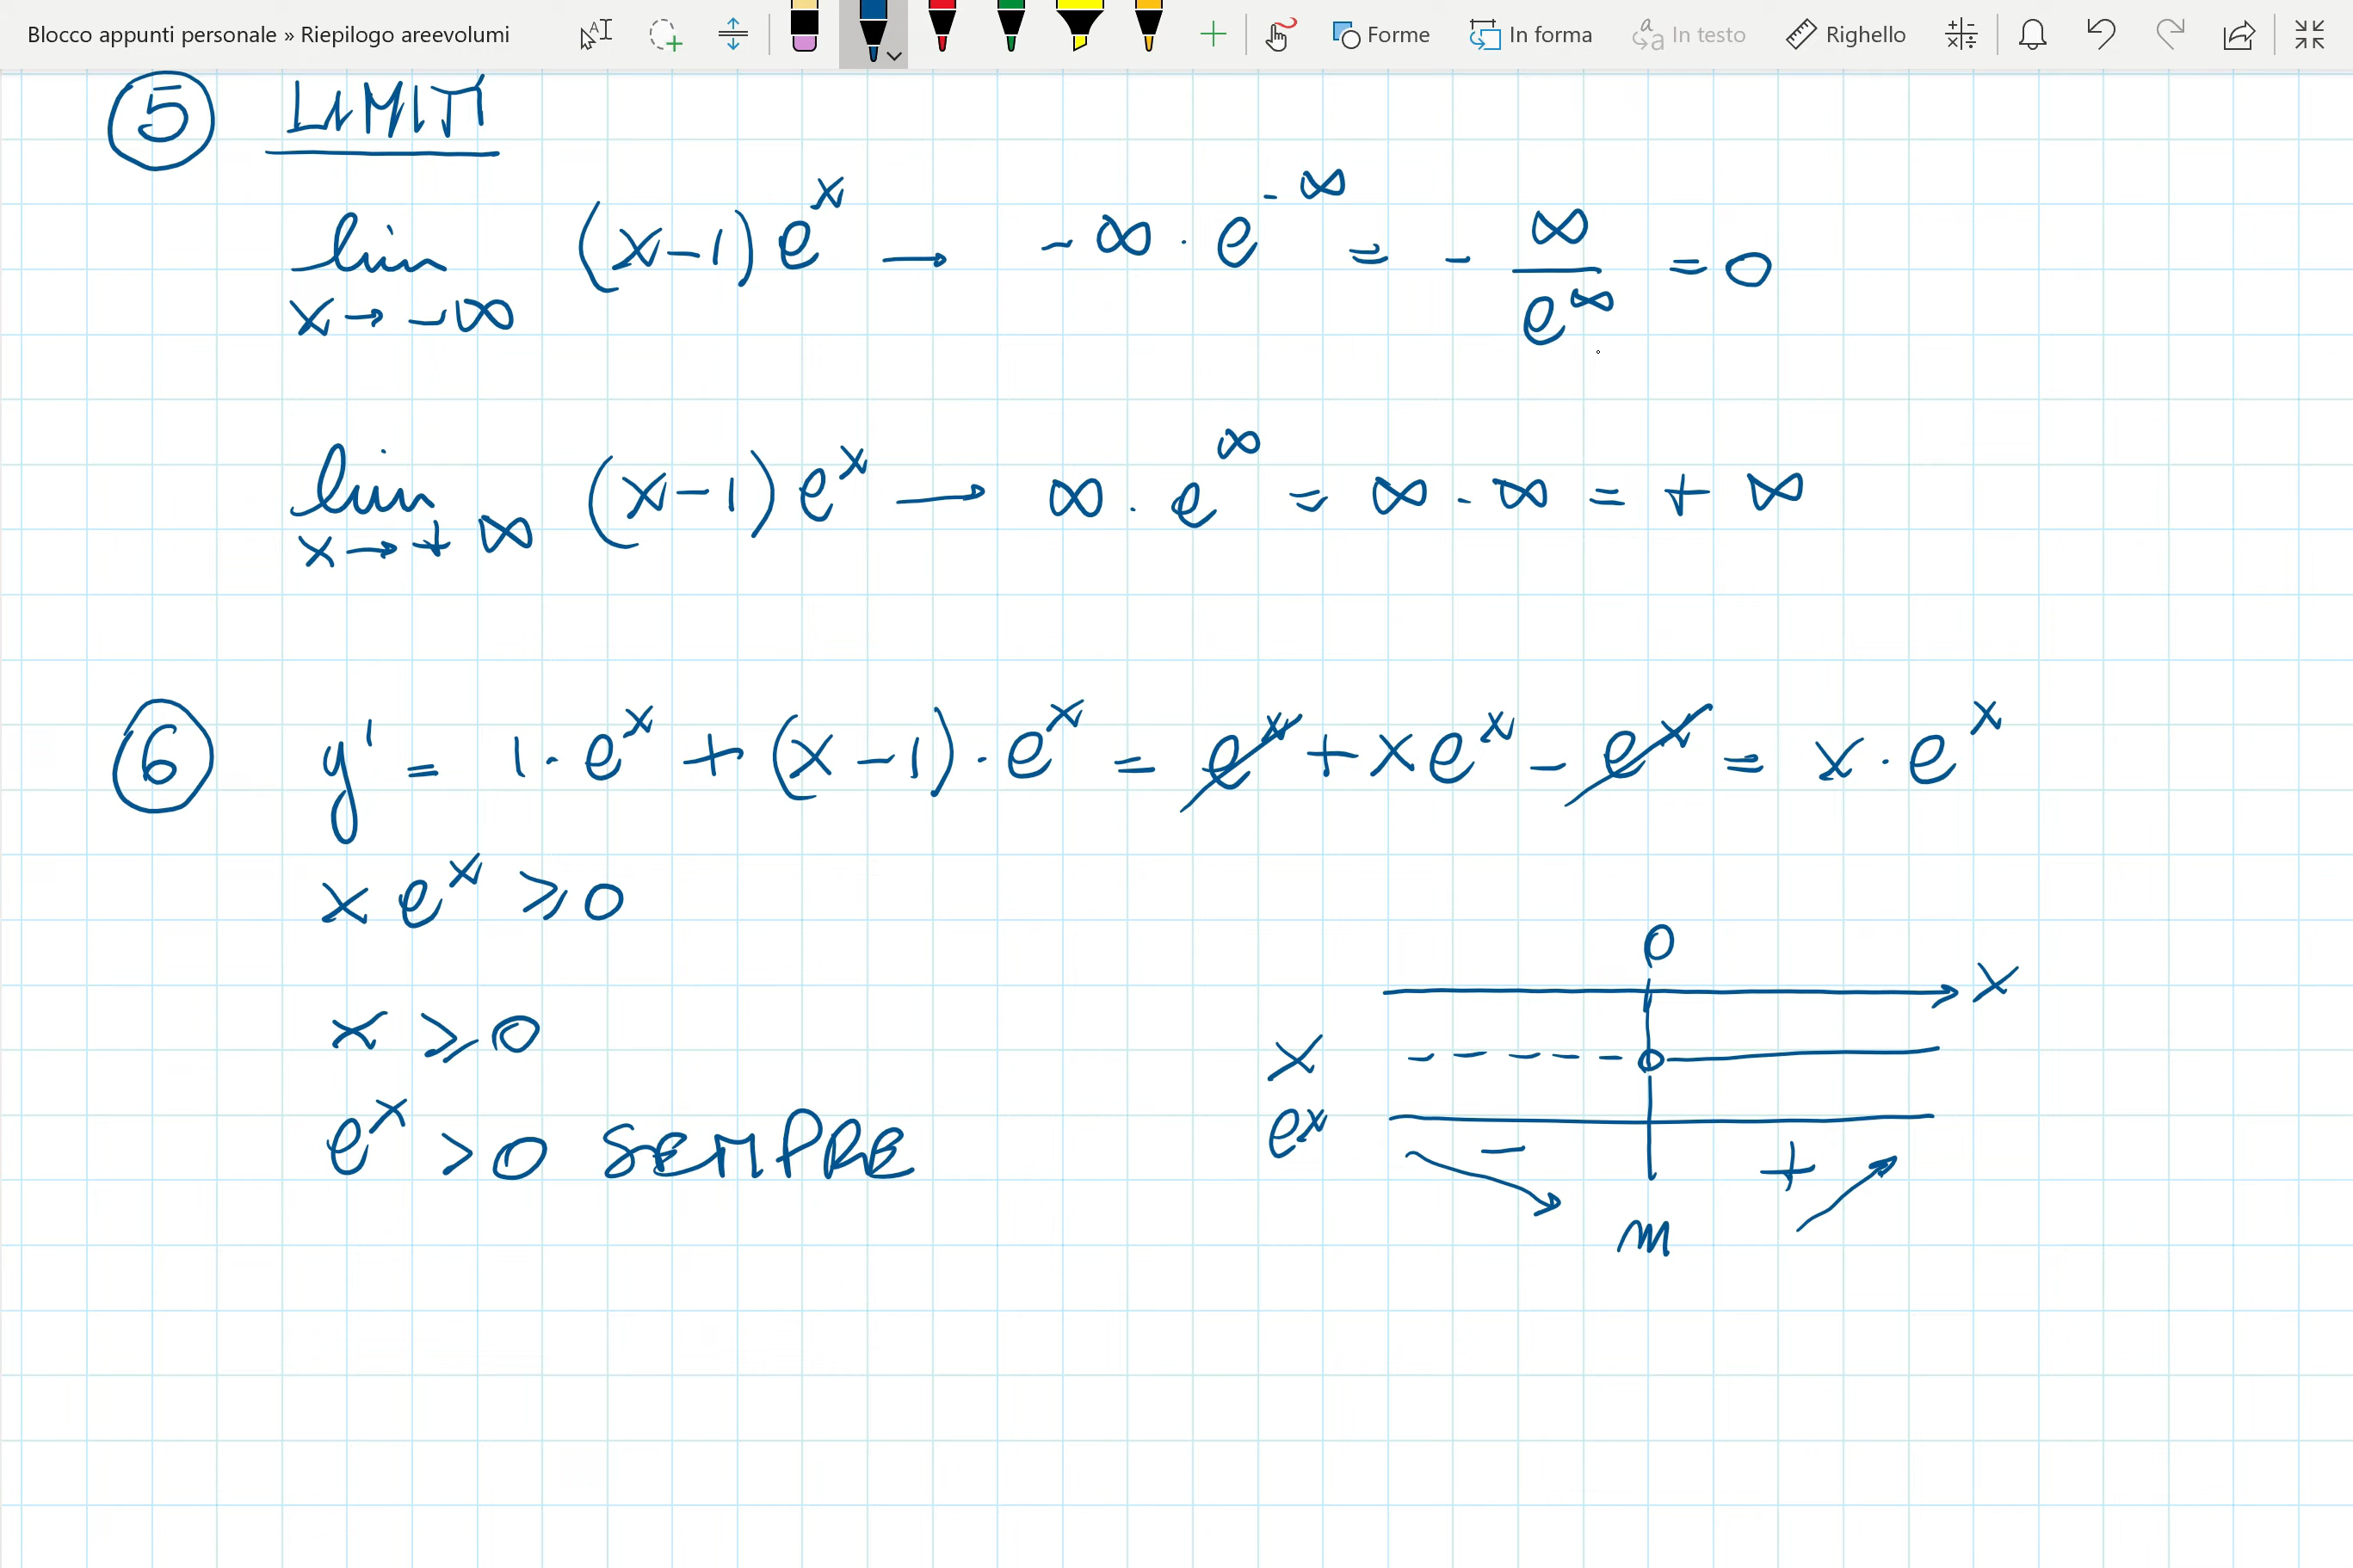 Blocco appunti personale » Riepilogo areevolumi Forme In forma In testo Righello
5 LIMITI
lim x→-∞ (x-1)e^x → -∞·e^-∞ = -∞/e^∞ = 0
lim x→+∞ (x-1)e^x → ∞·e^∞ = ∞·∞ = +∞
6 y' = 1·e^x + (x-1)·e^x = e^x + xe^x - e^x = x·e^x
x e^x ≥ 0
0
x
x ≥ 0
x
e^x
e^x > 0 SEMPRE
- +
m